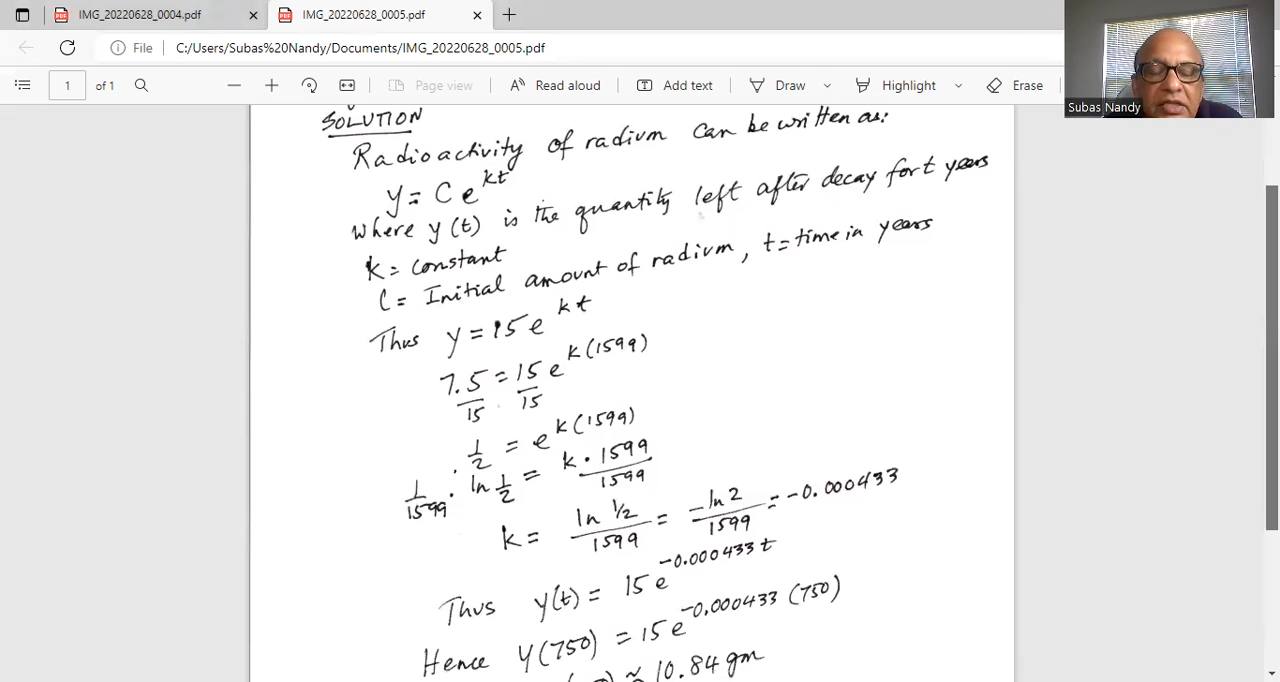 IMG_20220628_0004.pdf
IMG_20220628_0005.pdf
File
C:/Users/Subas%20Nandy/Documents/IMG_20220628_0005.pdf
1 of 1
Page view
Read aloud
Add text
Draw
Highlight
Erase
Subas Nandy
SOLUTION
Radioactivity of radium can be written as:
y = C e^{kt}
where y(t) is the quantity left after decay for t years
k = constant
C = Initial amount of radium, t = time in years
Thus y = 15 e^{kt}
7.5/15 = 15/15 e^{k(1599)}
1/2 = e^{k(1599)}
1/1599 · ln 1/2 = k · 1599/1599
k = ln 1/2 / 1599 = -ln 2 / 1599 = -0.000433
Thus y(t) = 15 e^{-0.000433 t}
Hence Y(750) = 15 e^{-0.000433 (750)}
≈ 10.84 gm